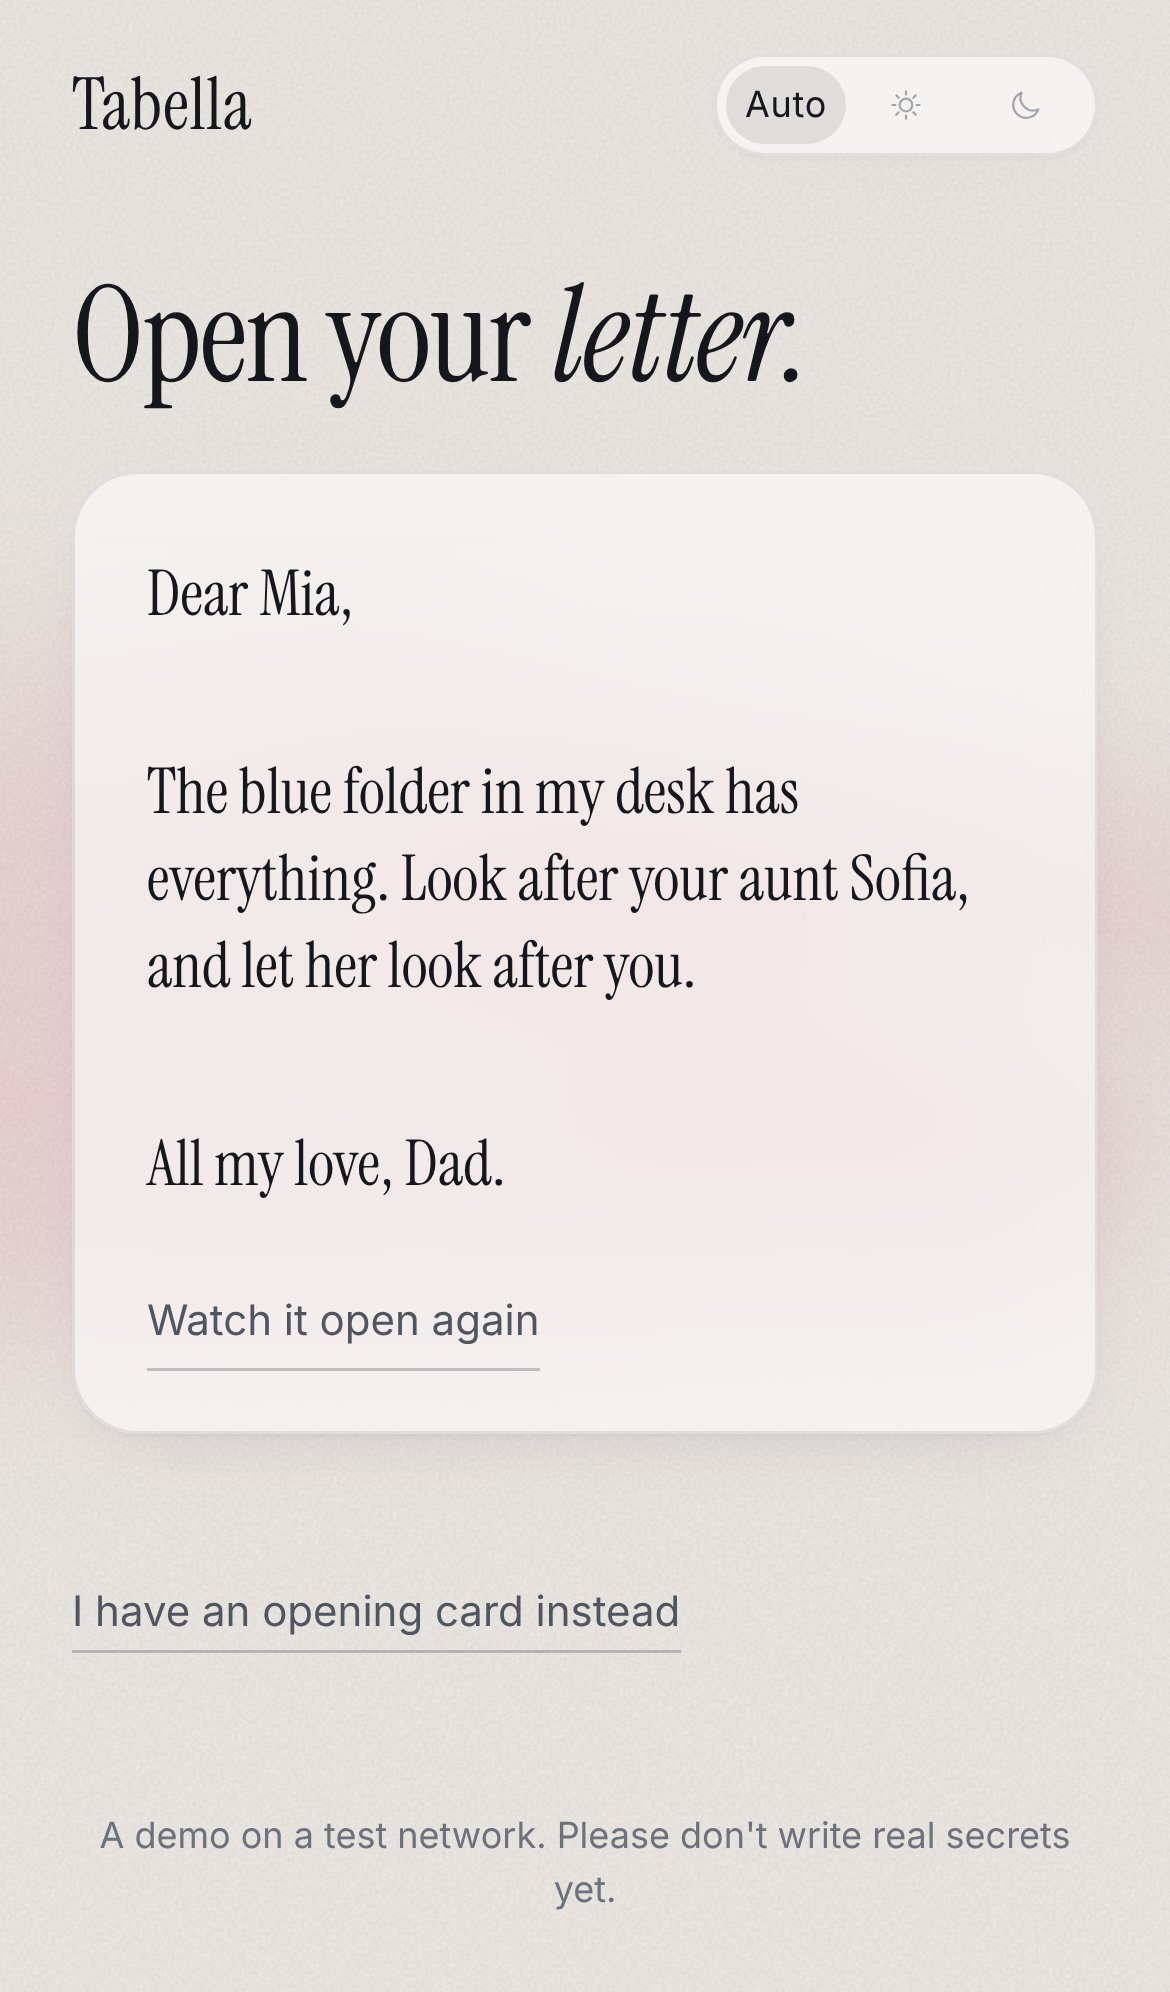 Tabella
Auto
Open your letter.
Dear Mia,
The blue folder in my desk has
everything. Look after your aunt Sofia,
and let her look after you.
All my love, Dad.
Watch it open again
I have an opening card instead
A demo on a test network. Please don't write real secrets
yet.